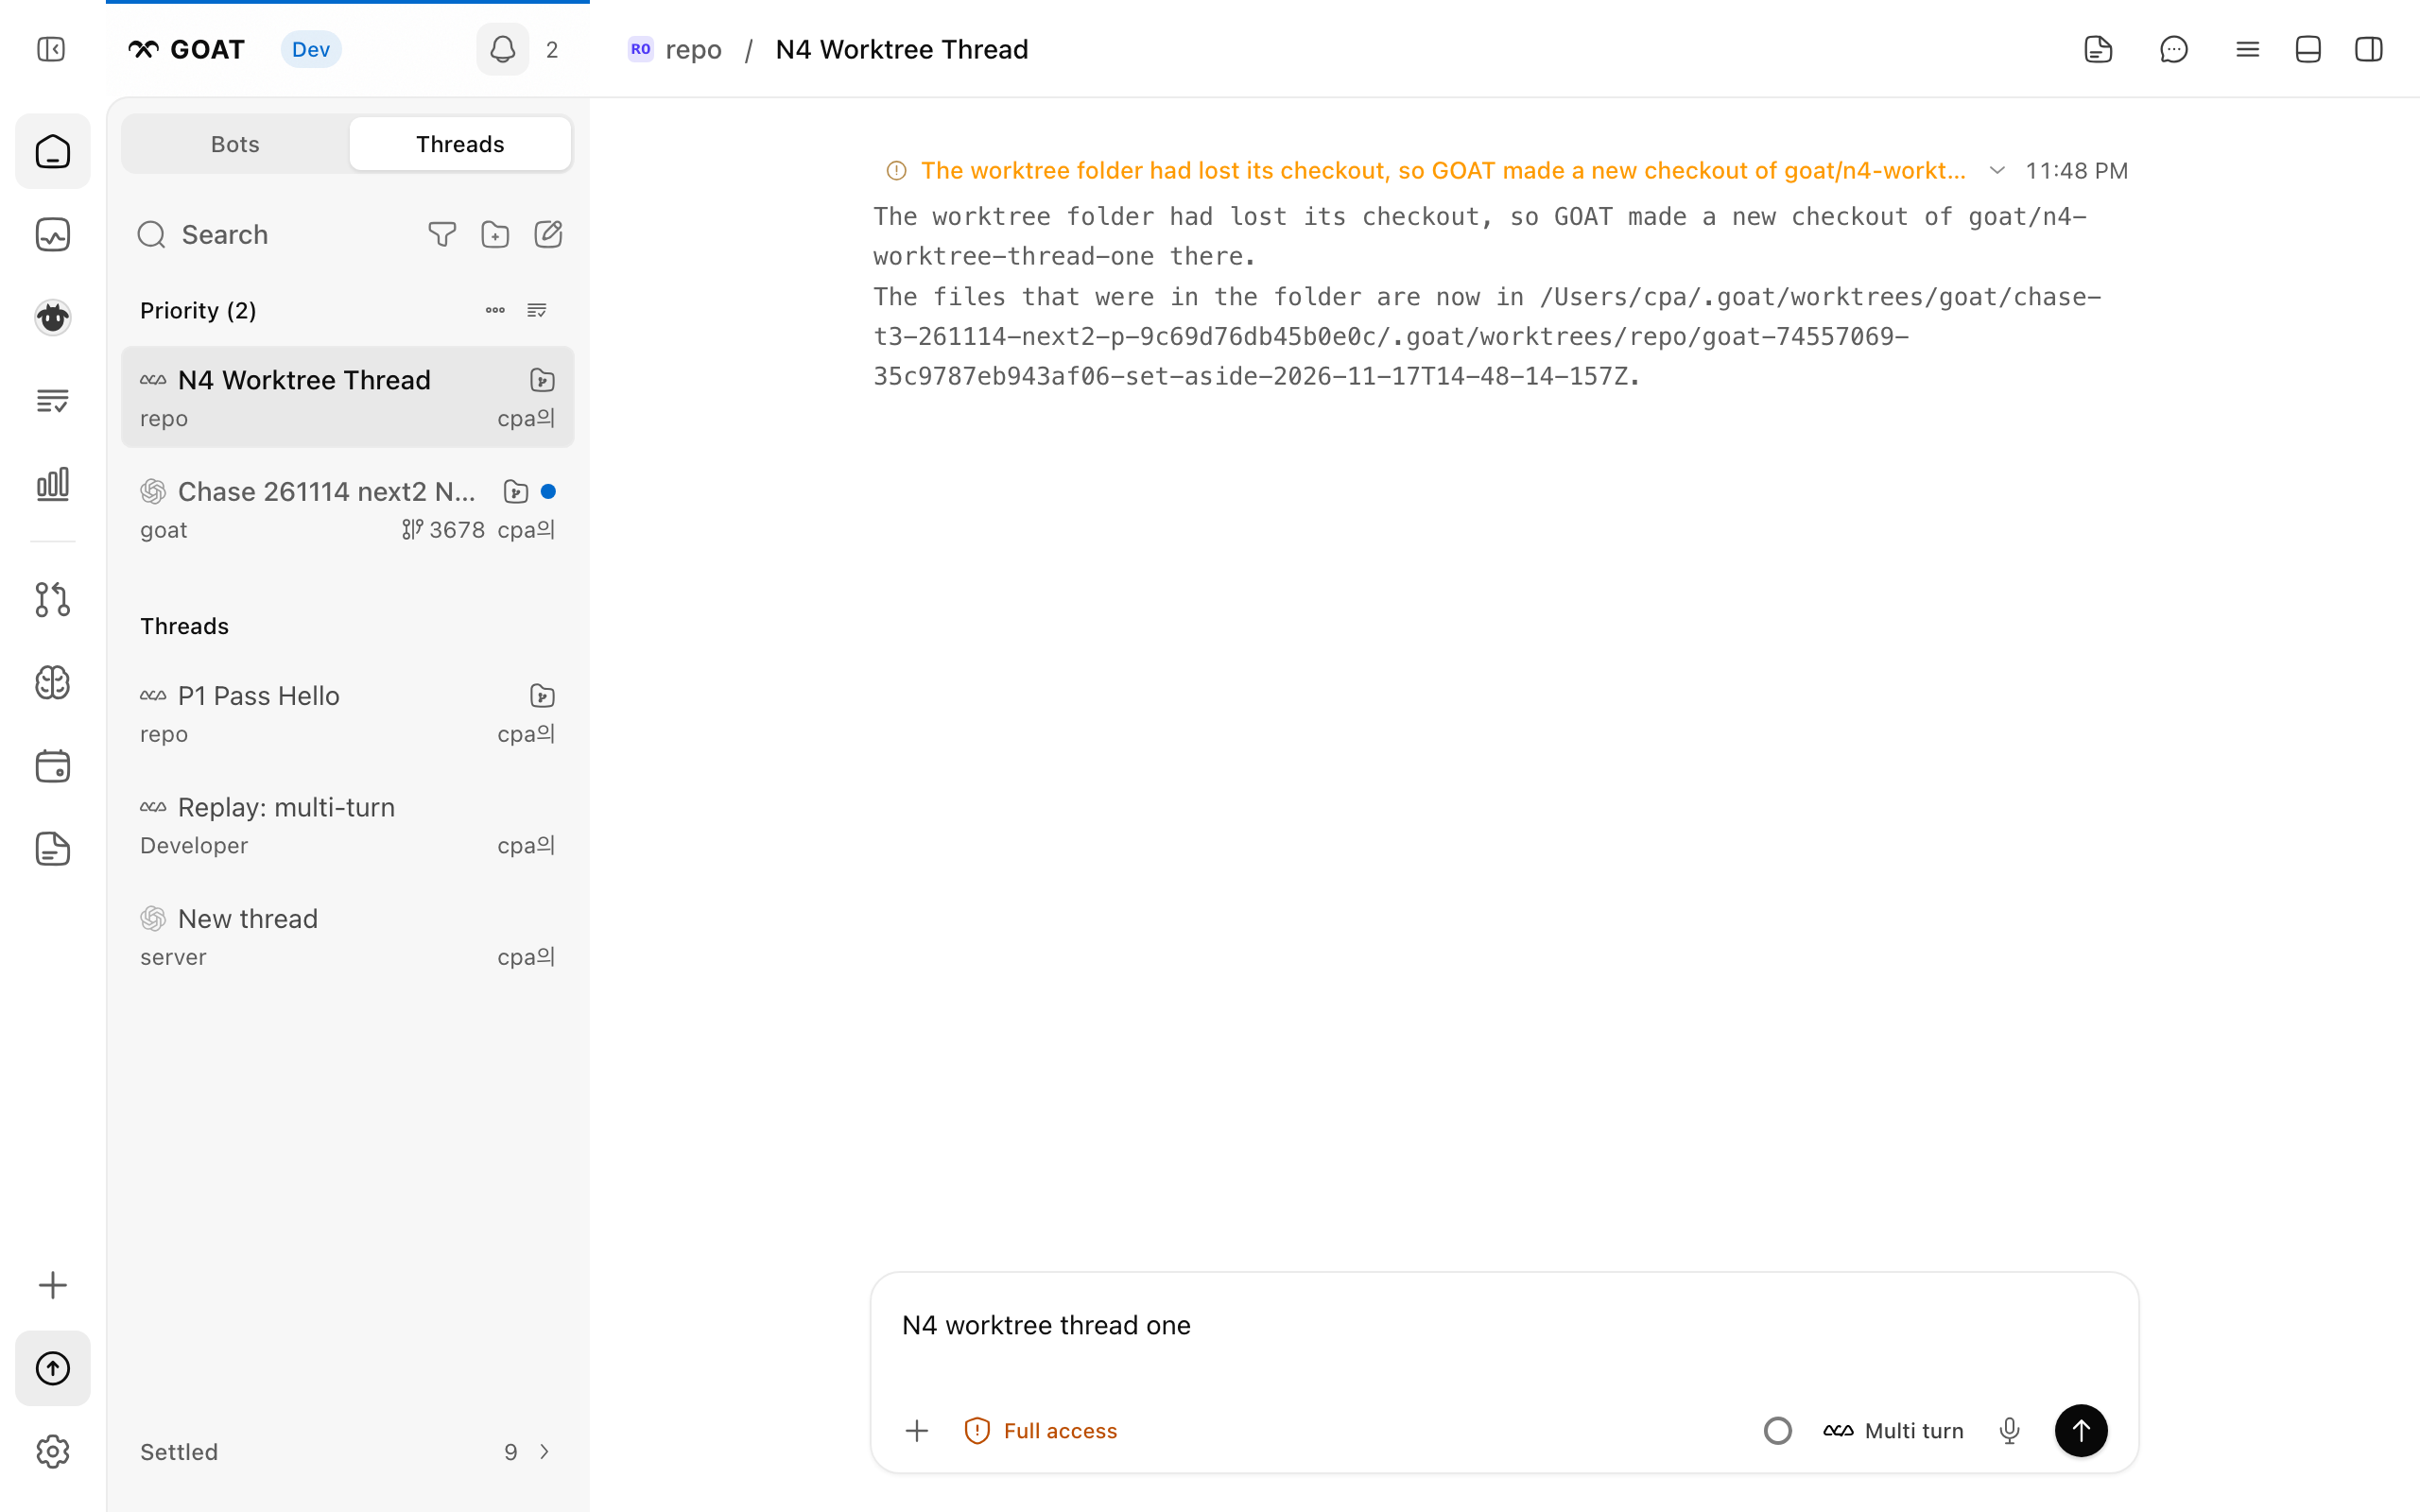 GOAT
Dev
2
RO repo / N4 Worktree Thread
Bots
Threads
Search
Priority (2)
N4 Worktree Thread
repo
cpa의
Chase 261114 next2 N...
goat
3678 cpa의
Threads
P1 Pass Hello
repo
cpa의
Replay: multi-turn
Developer
cpa의
New thread
server
cpa의
Settled
9
The worktree folder had lost its checkout, so GOAT made a new checkout of goat/n4-workt...
11:48 PM
The worktree folder had lost its checkout, so GOAT made a new checkout of goat/n4-
worktree-thread-one there.
The files that were in the folder are now in /Users/cpa/.goat/worktrees/goat/chase-
t3-261114-next2-p-9c69d76db45b0e0c/.goat/worktrees/repo/goat-74557069-
35c9787eb943af06-set-aside-2026-11-17T14-48-14-157Z.
N4 worktree thread one
Full access
Multi turn